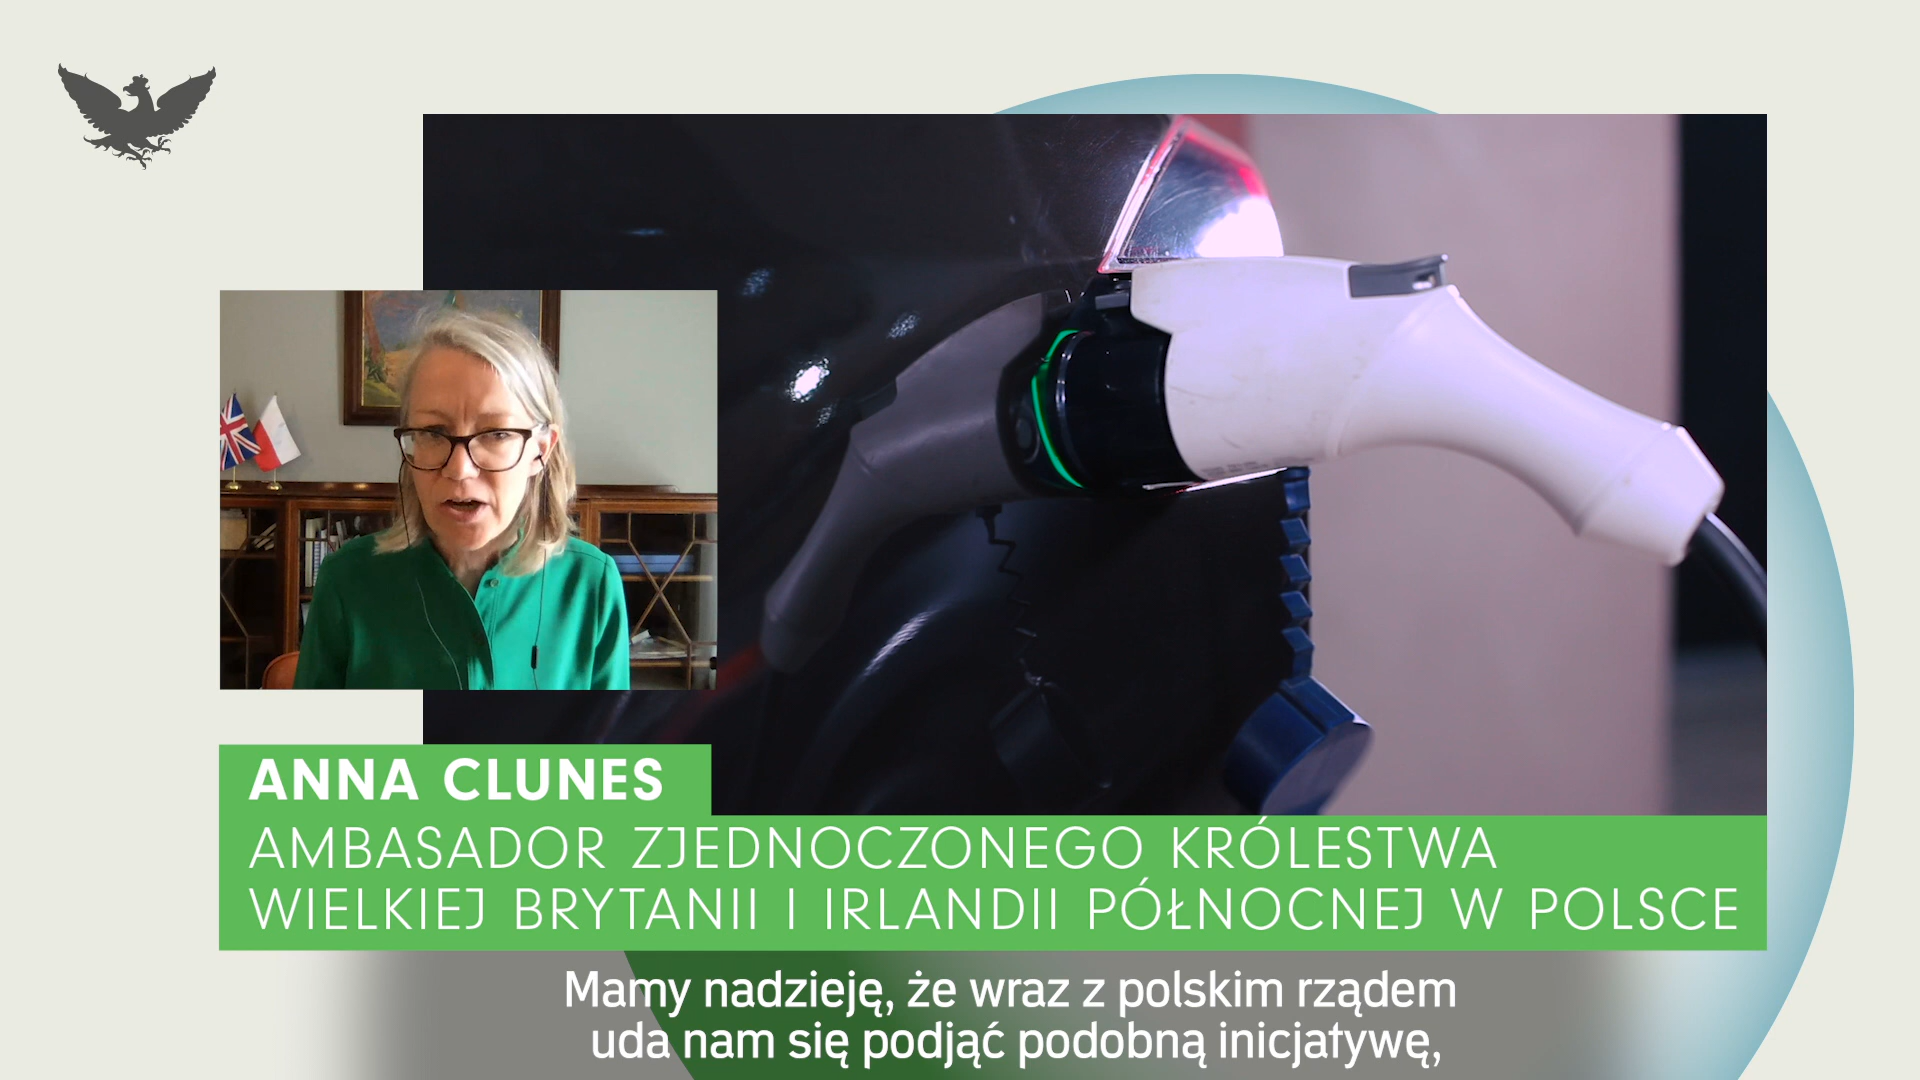 ANNA CLUNES
AMBASADOR ZJEDNOCZONEGO KRÓLESTWA
WIELKIEJ BRYTANII I IRLANDII PÓŁNOCNEJ W POLSCE
Mamy nadzieję, że wraz z polskim rządem
uda nam się podjąć podobną inicjatywę,